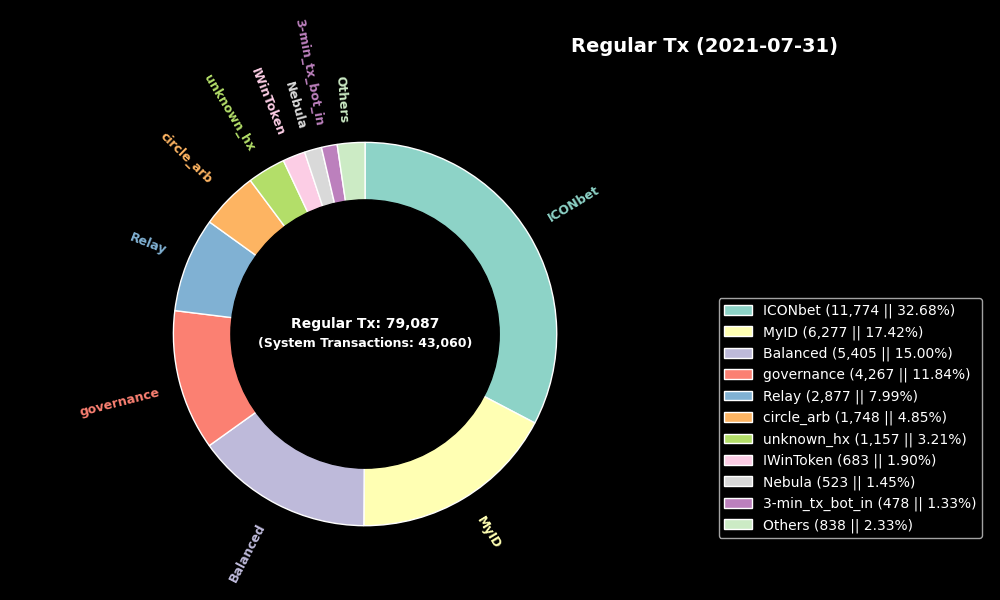 Regular Tx (2021-07-31)
3-min_tx_bot_in
Others
Nebula
IWinToken
unknown_hx
circle_arb
ICONbet
Relay
governance
Balanced
MyID
Regular Tx: 79,087
(System Transactions: 43,060)
ICONbet (11,774 || 32.68%)
MyID (6,277 || 17.42%)
Balanced (5,405 || 15.00%)
governance (4,267 || 11.84%)
Relay (2,877 || 7.99%)
circle_arb (1,748 || 4.85%)
unknown_hx (1,157 || 3.21%)
IWinToken (683 || 1.90%)
Nebula (523 || 1.45%)
3-min_tx_bot_in (478 || 1.33%)
Others (838 || 2.33%)